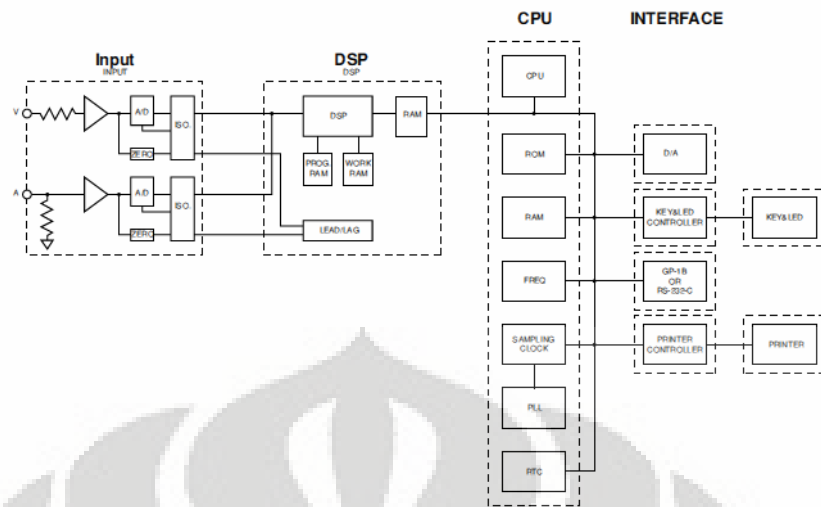 CPU
INTERFACE
Input
INPUT
DSP
DSP
V
A/D
ISO.
ZERO
A
A/D
ISO.
ZERO
DSP
RAM
PROG.
RAM
WORK
RAM
LEAD/LAG
CPU
ROM
RAM
FREQ
SAMPLING
CLOCK
PLL
RTC
D/A
KEY&LED
CONTROLLER
KEY&LED
GP-1B
OR
RS-232-C
PRINTER
CONTROLLER
PRINTER